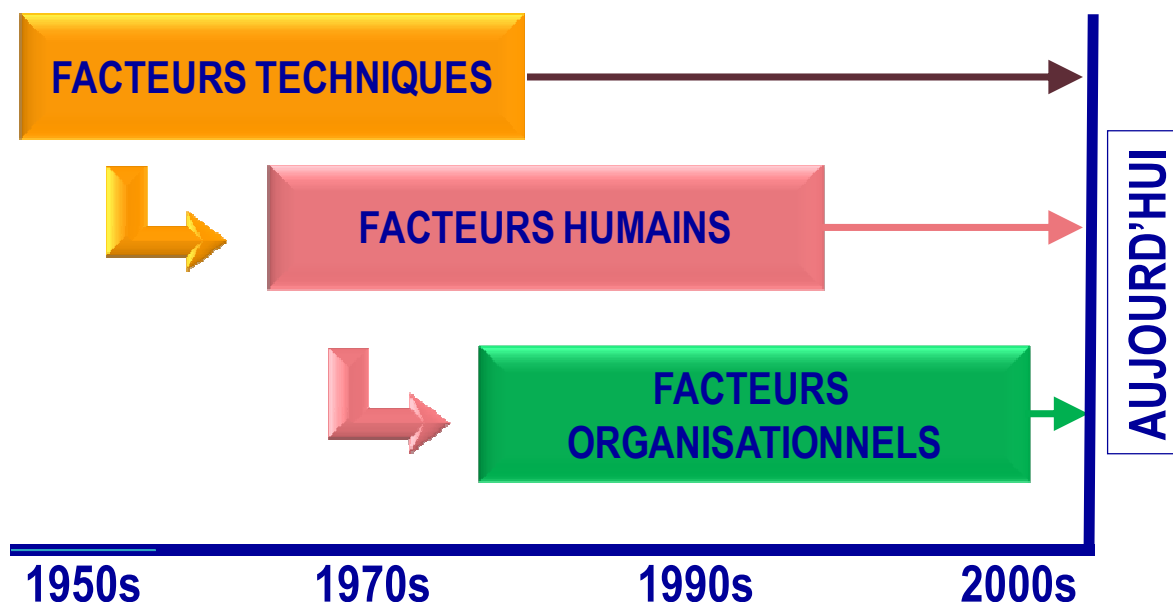 FACTEURS TECHNIQUES
FACTEURS HUMAINS
FACTEURS
ORGANISATIONNELS
AUJOURD’HUI
1950s
1970s
1990s
2000s